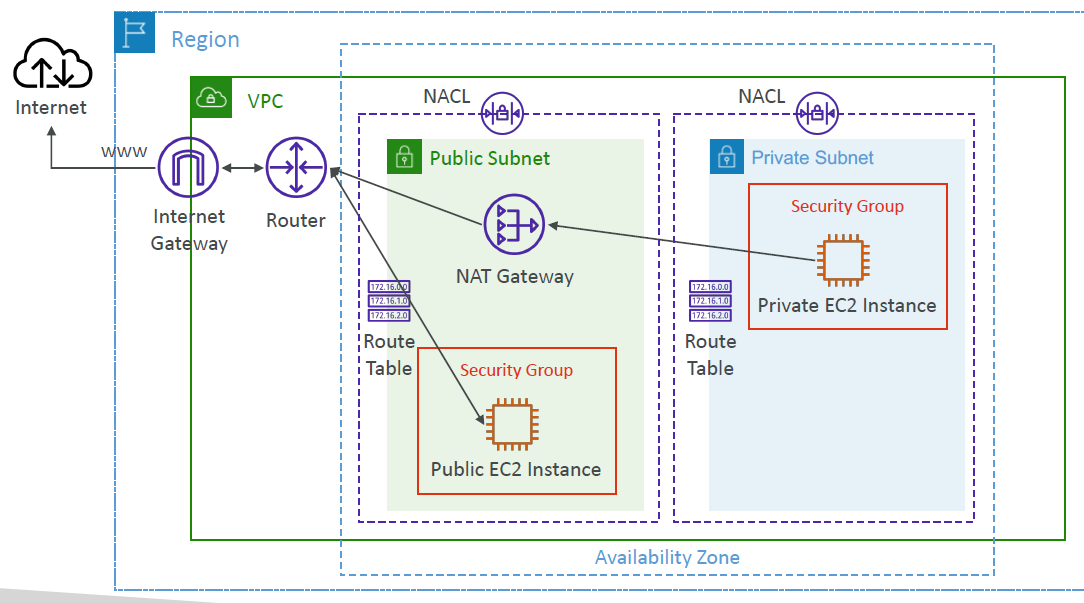 Region
Internet
VPC
NACL
NACL
www
Public Subnet
Private Subnet
Security Group
Internet
Gateway
Router
NAT Gateway
Private EC2 Instance
172.16.0.0
172.16.1.0
172.16.2.0
Route
Table
172.16.0.0
172.16.1.0
172.16.2.0
Route
Table
Security Group
Public EC2 Instance
Availability Zone